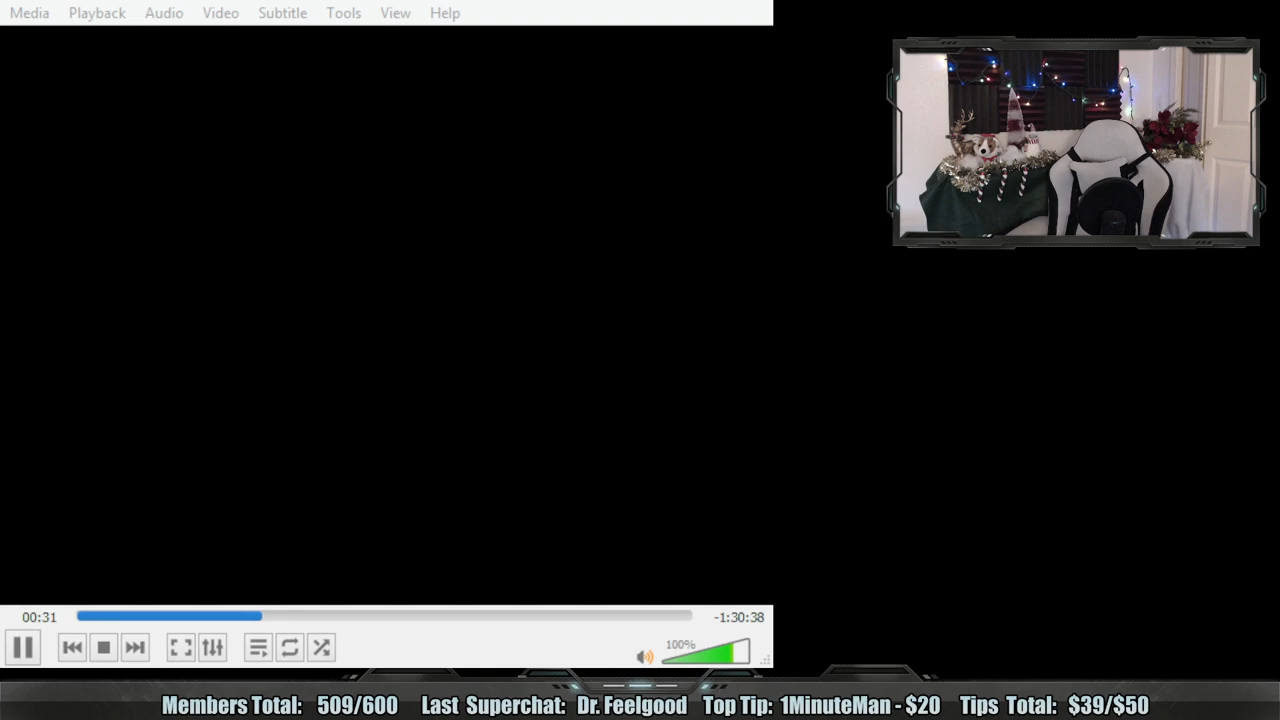 Media Playback Audio Video Subtitle Tools View Help
00:31 -1:30:38
100%
Members Total: 509/600 Last Superchat: Dr. Feelgood Top Tip: 1MinuteMan - $20 Tips Total: $39/$50